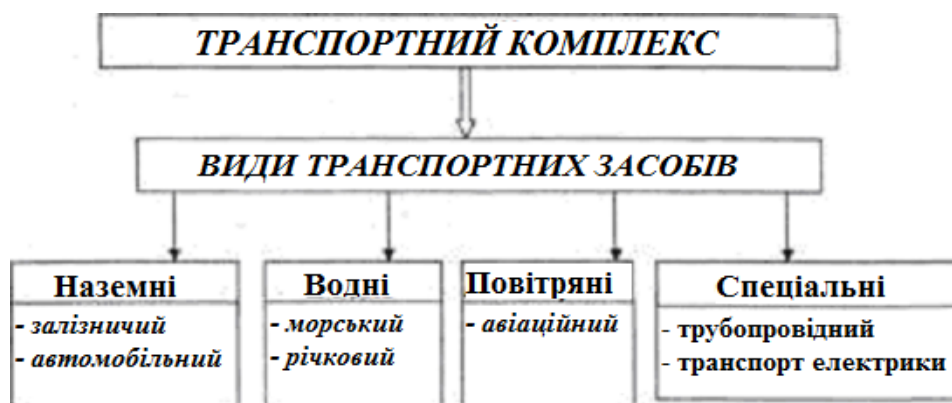 ТРАНСПОРТНИЙ КОМПЛЕКС
ВИДИ ТРАНСПОРТНИХ ЗАСОБІВ
Наземні
- залізничий
- автомобільний
Водні
- морський
- річковий
Повітряні
- авіаційний
Спеціальні
- трубопровідний
- транспорт електрики